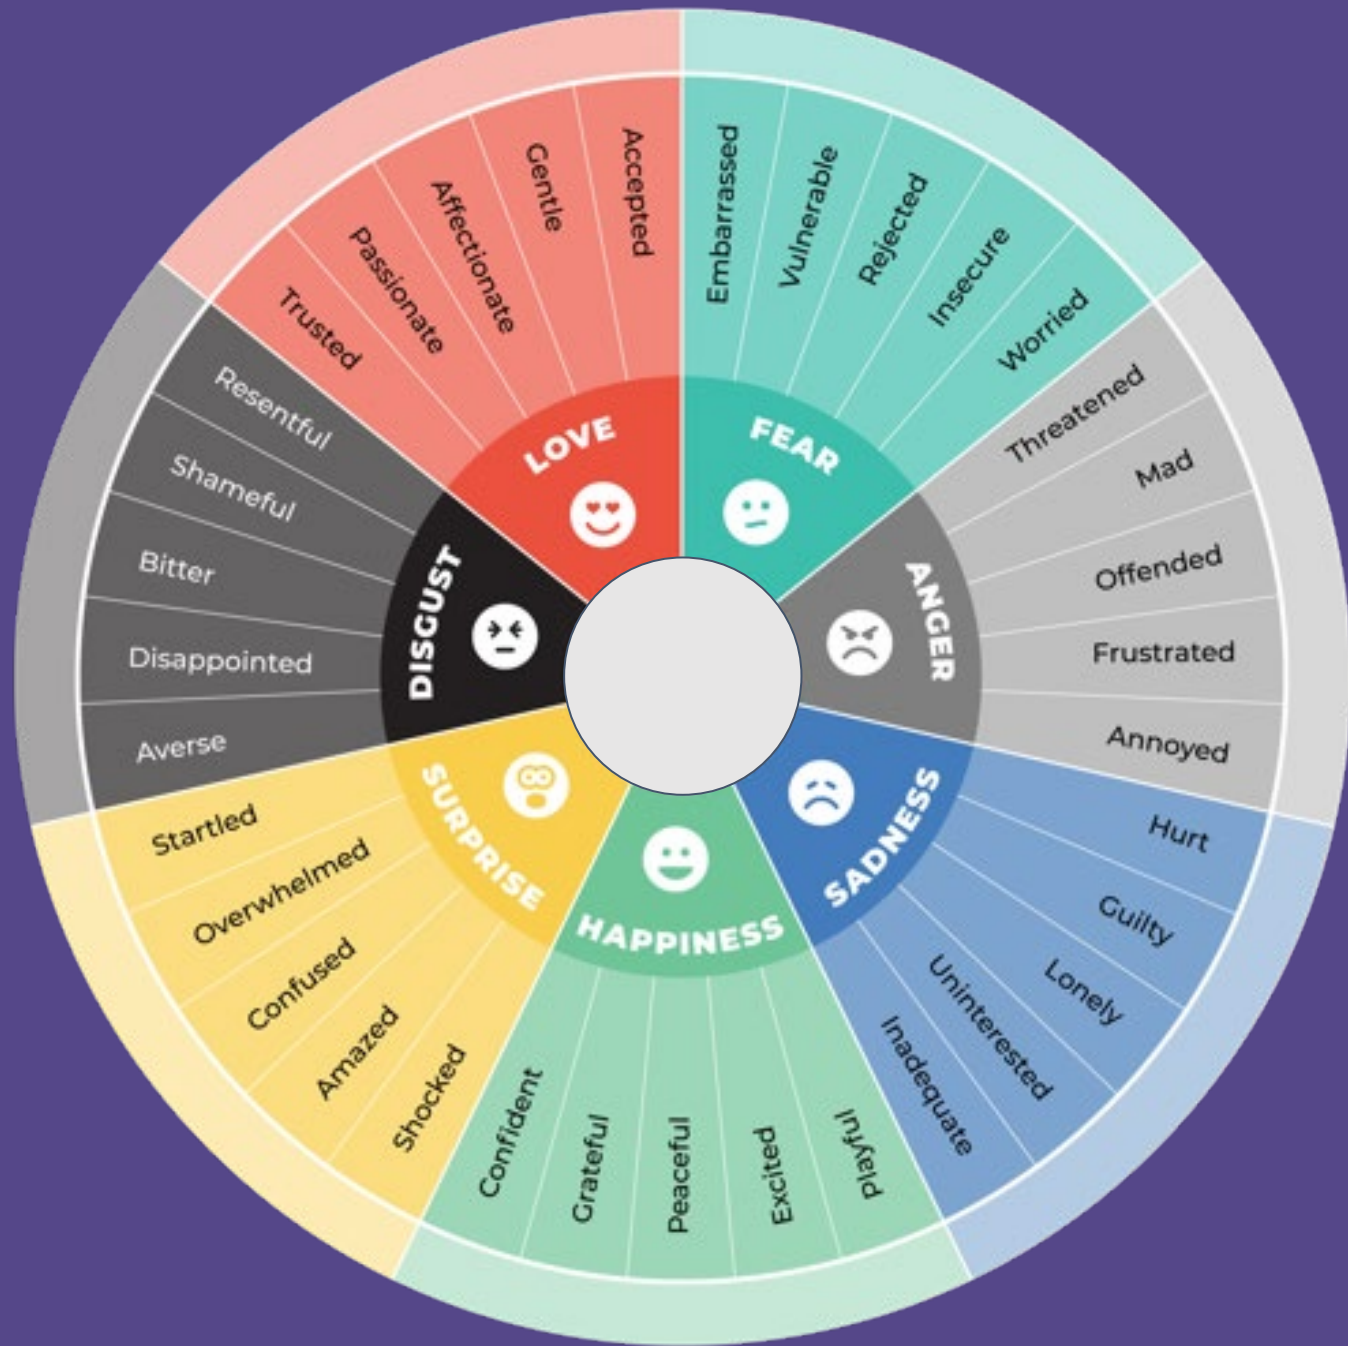 LOVE
Trusted
Passionate
Affectionate
Gentle
Accepted
FEAR
Embarrassed
Vulnerable
Rejected
Insecure
Worried
ANGER
Threatened
Mad
Offended
Frustrated
Annoyed
SADNESS
Hurt
Guilty
Lonely
Uninterested
Inadequate
HAPPINESS
Playful
Excited
Peaceful
Grateful
Confident
SURPRISE
Shocked
Amazed
Confused
Overwhelmed
Startled
DISGUST
Averse
Disappointed
Bitter
Shameful
Resentful